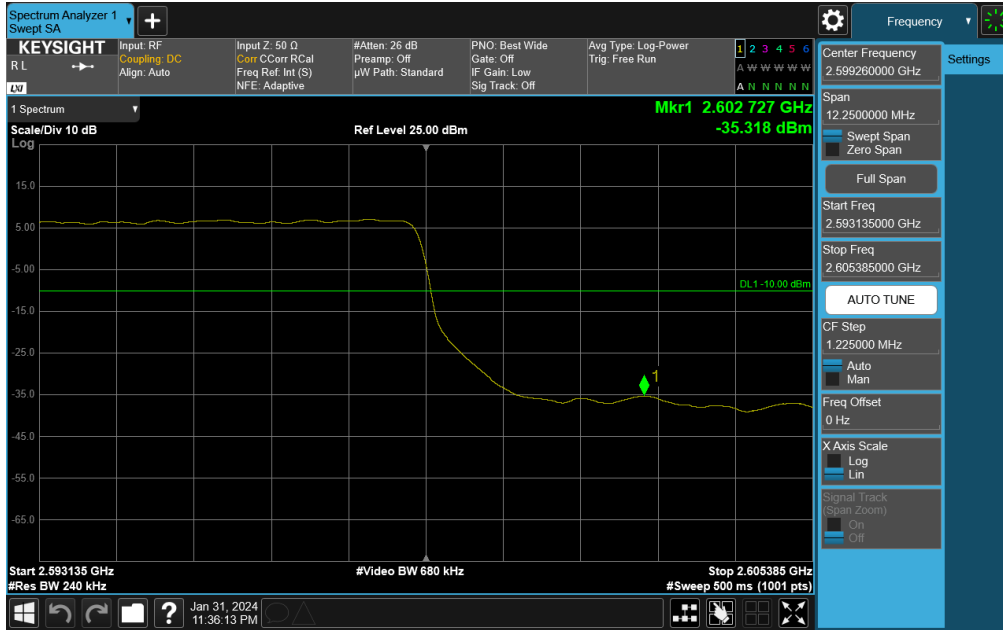 Spectrum Analyzer 1
Swept SA
+
Frequency
KEYSIGHT
R L
LXI
Input: RF
Coupling: DC
Align: Auto
Input Z: 50 Ω
Corr CCorr RCal
Freq Ref: Int (S)
NFE: Adaptive
#Atten: 26 dB
Preamp: Off
µW Path: Standard
PNO: Best Wide
Gate: Off
IF Gain: Low
Sig Track: Off
Avg Type: Log-Power
Trig: Free Run
1 2 3 4 5 6
A W W W W W
A N N N N N
1 Spectrum
Scale/Div 10 dB
Log
Ref Level 25.00 dBm
Mkr1 2.602 727 GHz
-35.318 dBm
15.0
5.00
-5.00
-15.0
-25.0
-35.0
-45.0
-55.0
-65.0
DL1 -10.00 dBm
1
Start 2.593135 GHz
#Res BW 240 kHz
#Video BW 680 kHz
Stop 2.605385 GHz
#Sweep 500 ms (1001 pts)
Center Frequency
2.599260000 GHz
Span
12.2500000 MHz
Swept Span
Zero Span
Full Span
Start Freq
2.593135000 GHz
Stop Freq
2.605385000 GHz
AUTO TUNE
CF Step
1.225000 MHz
Auto
Man
Freq Offset
0 Hz
X Axis Scale
Log
Lin
Signal Track
(Span Zoom)
On
Off
Settings
?
Jan 31, 2024
11:36:13 PM